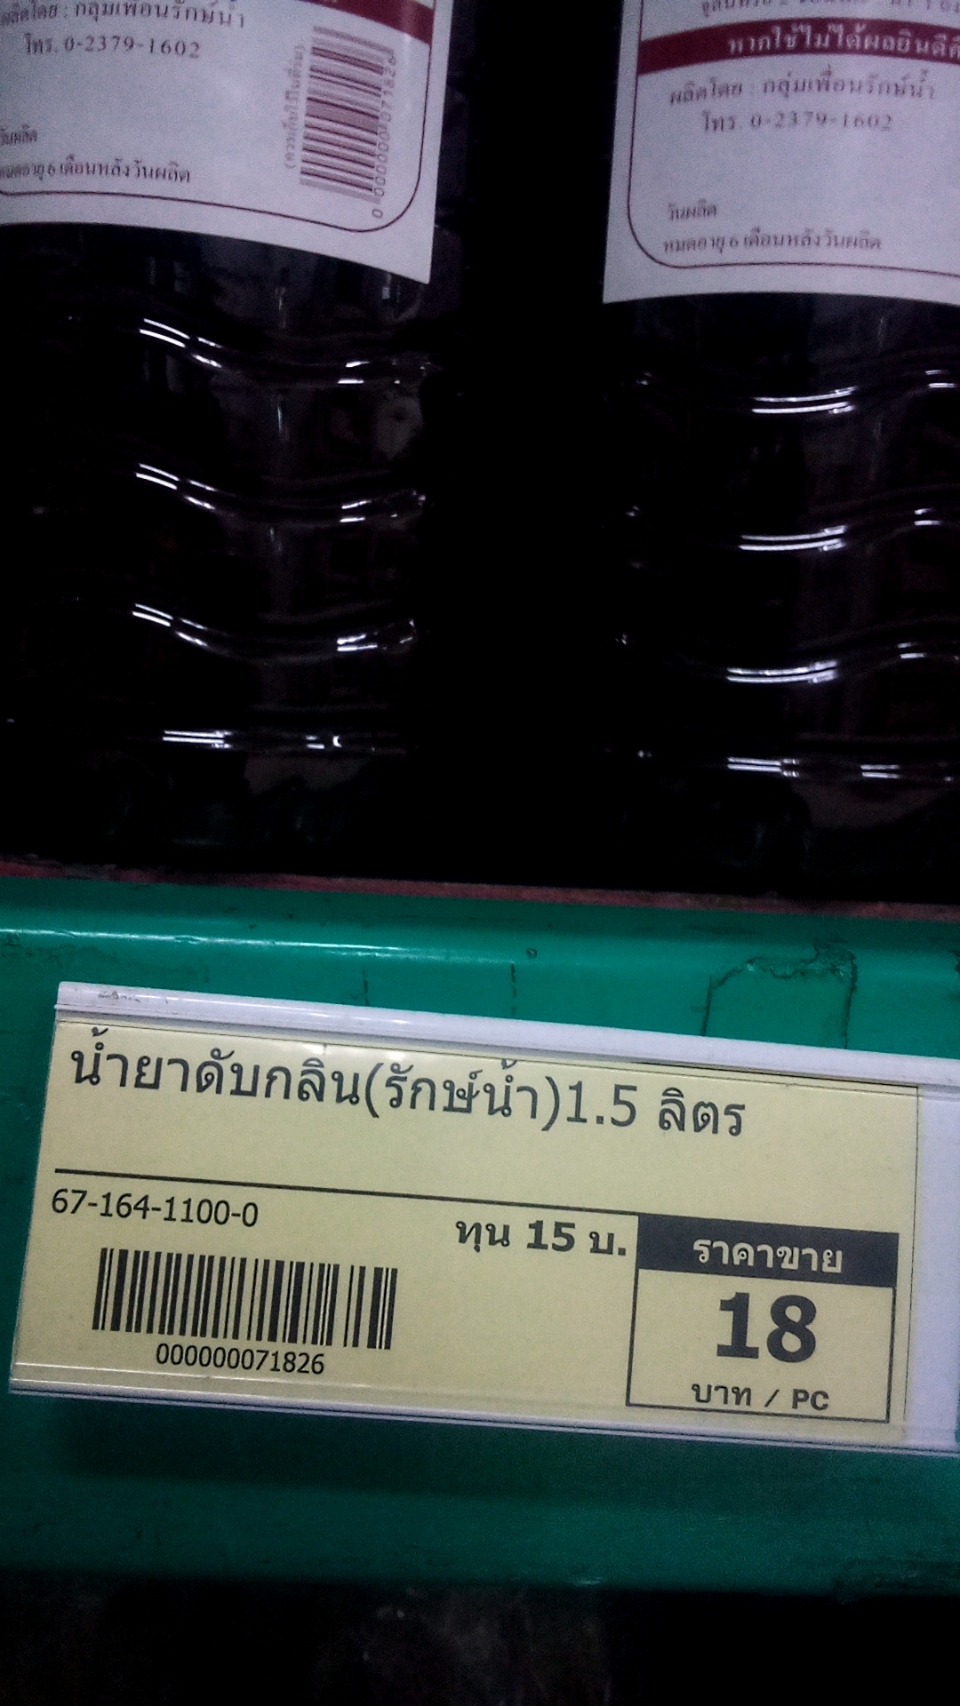 ผลิตโดย : กลุ่มเพื่อนรักษ์น้ำ
โทร. 0-2379-1602
วันผลิต
หมดอายุ 6 เดือนหลังวันผลิต
0 000000 071826
หากใช้ไม่ได้ผลยินดี
ผลิตโดย : กลุ่มเพื่อนรักษ์น้ำ
โทร. 0-2379-1602
วันผลิต
หมดอายุ 6 เดือนหลังวันผลิต
น้ำยาดับกลิ่น(รักษ์น้ำ)1.5 ลิตร
67-164-1100-0
ทุน 15 บ.
ราคาขาย
18
บาท / PC
000000071826